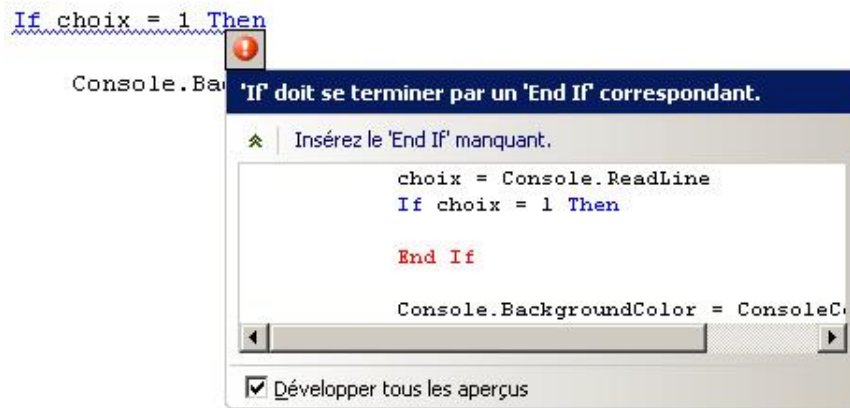 If choix = 1 Then
Console.Ba
'If' doit se terminer par un 'End If' correspondant.
Insérez le 'End If' manquant.
choix = Console.ReadLine
If choix = 1 Then
End If
Console.BackgroundColor = ConsoleC
Développer tous les aperçus